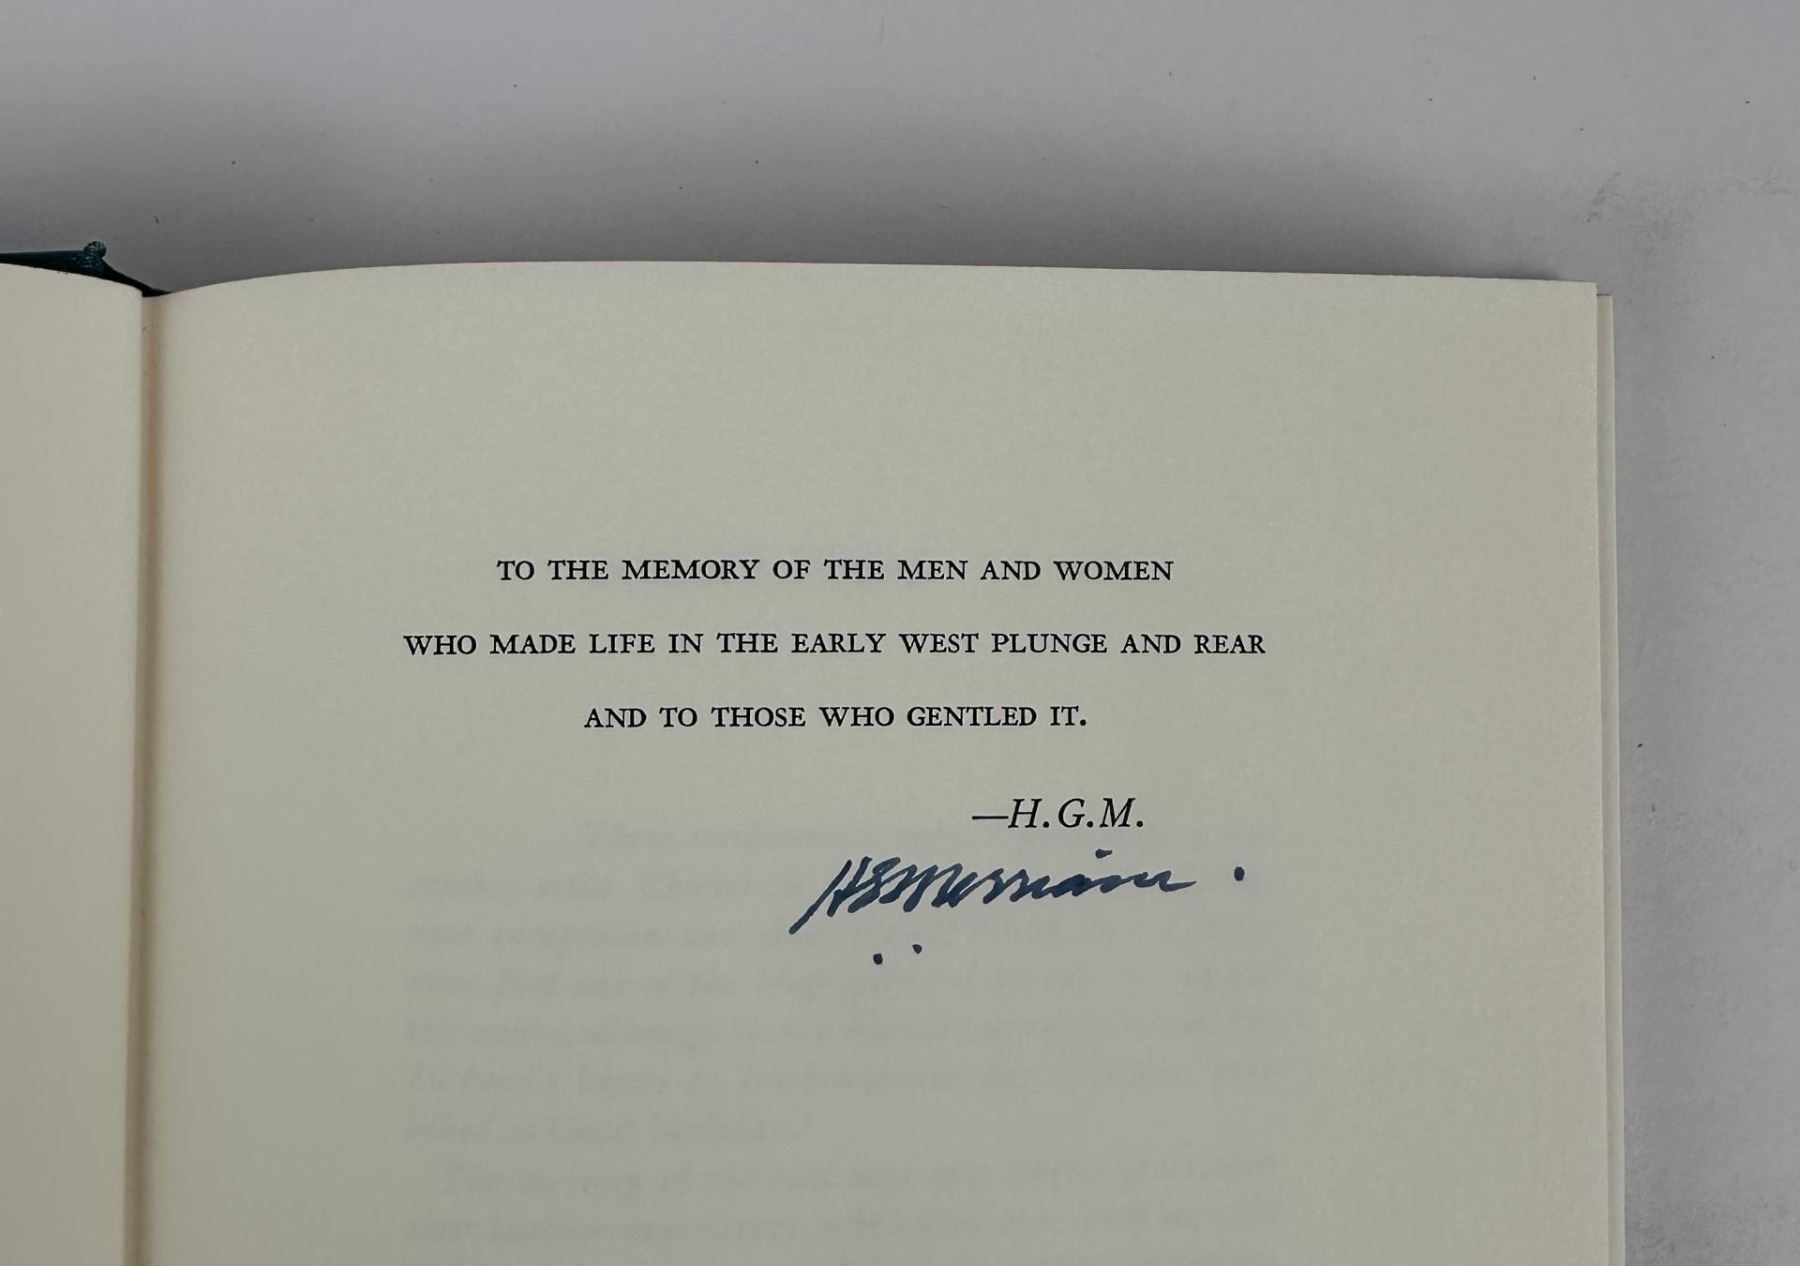 TO THE MEMORY OF THE MEN AND WOMEN
WHO MADE LIFE IN THE EARLY WEST PLUNGE AND REAR
AND TO THOSE WHO GENTLED IT.
—H.G.M.
HGMerriam.